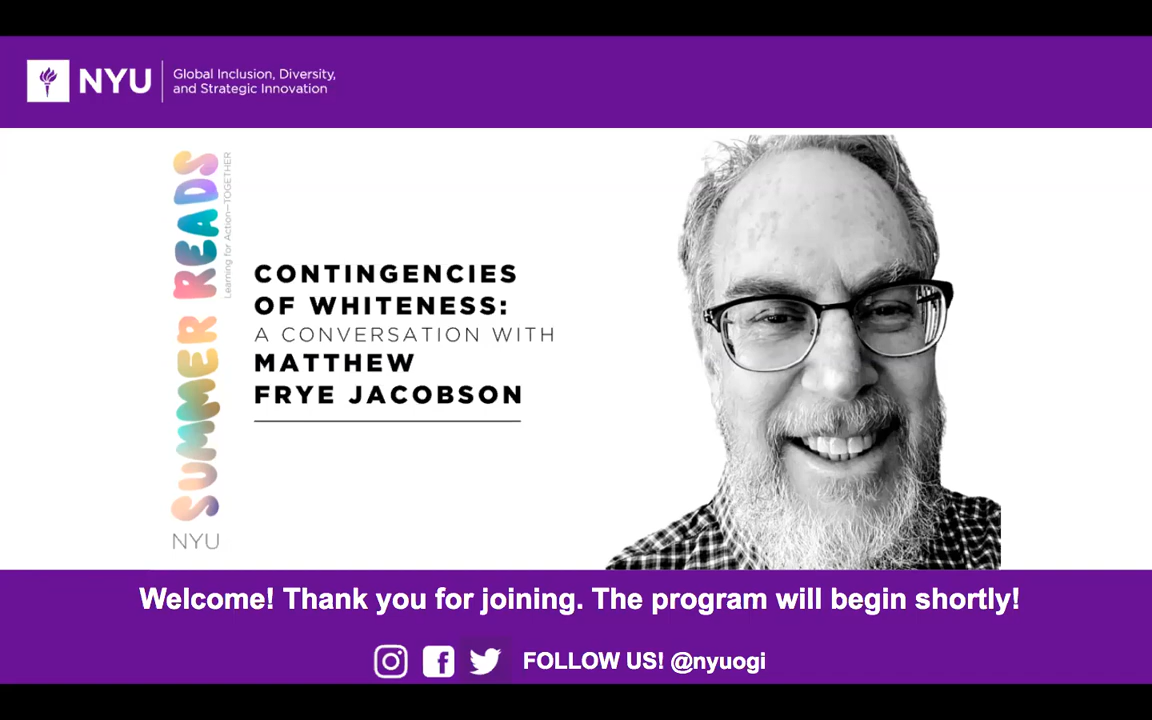 NYU
Global Inclusion, Diversity,
and Strategic Innovation
NYU SUMMER READS
Learning for Action—TOGETHER
CONTINGENCIES
OF WHITENESS:
A CONVERSATION WITH
MATTHEW
FRYE JACOBSON
Welcome! Thank you for joining. The program will begin shortly!
FOLLOW US! @nyuogi